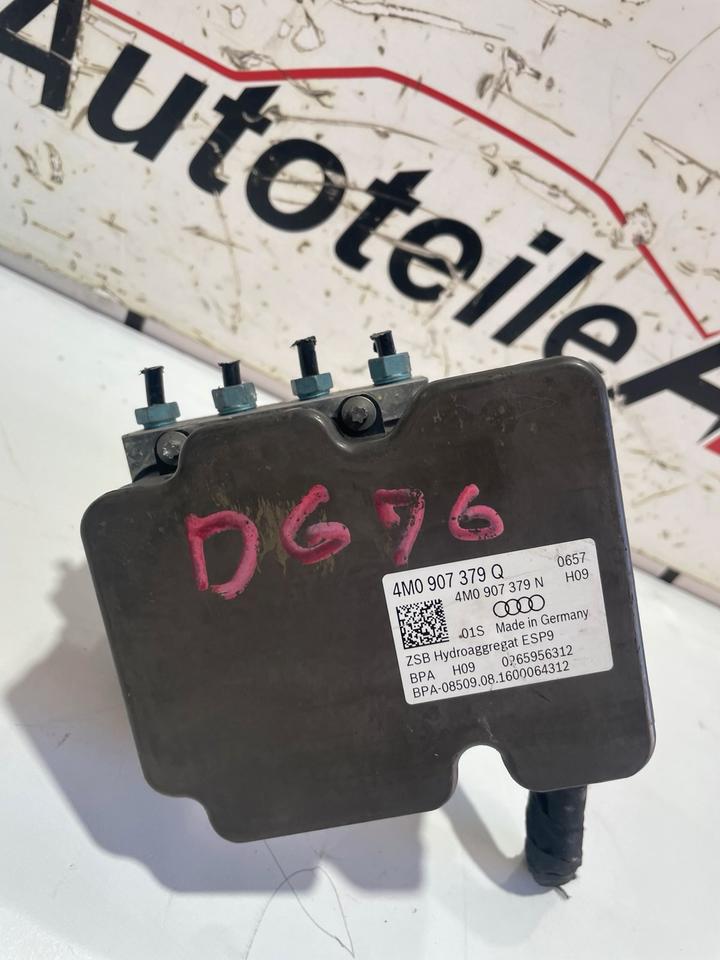 Autoteile A
DG76
4M0 907 379 Q 0657
4M0 907 379 N H09
01S Made in Germany
ZSB Hydroaggregat ESP9
BPA H09 0265956312
BPA-08509.08.1600064312